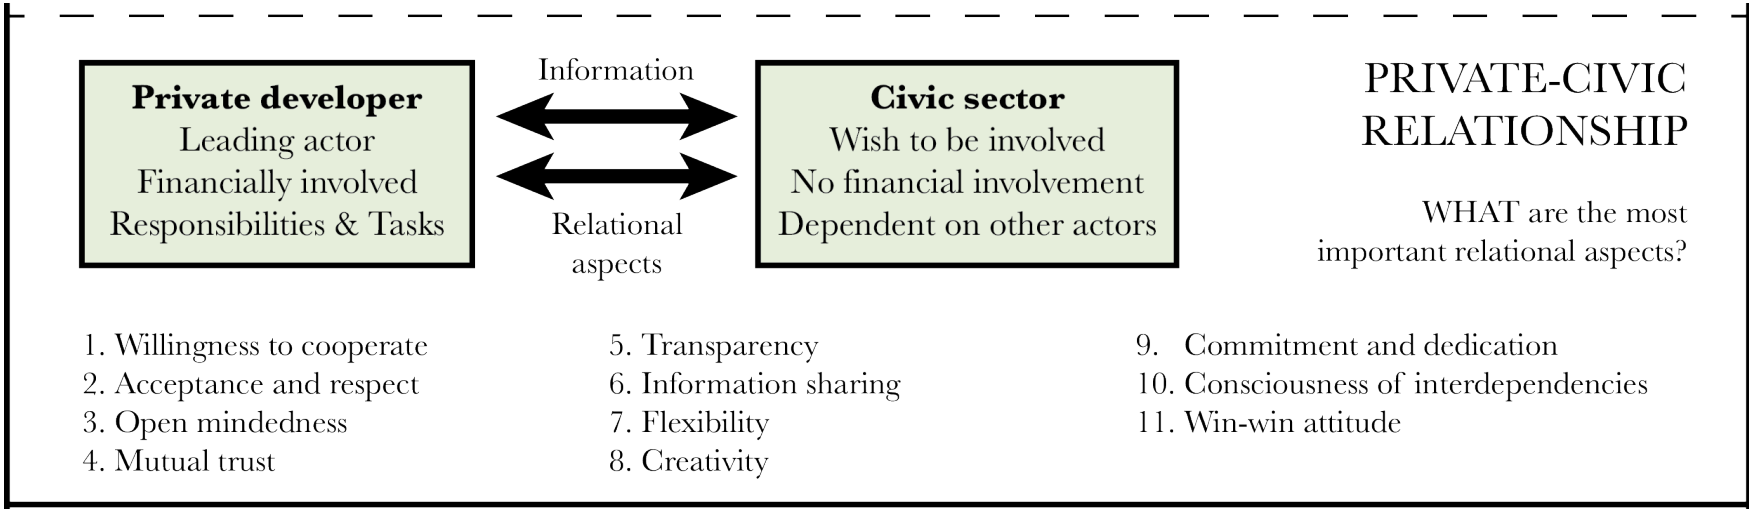 Private developer
Leading actor
Financially involved
Responsibilities & Tasks
Information
Relational
aspects
Civic sector
Wish to be involved
No financial involvement
Dependent on other actors
PRIVATE-CIVIC
RELATIONSHIP
WHAT are the most
important relational aspects?
1. Willingness to cooperate
2. Acceptance and respect
3. Open mindedness
4. Mutual trust
5. Transparency
6. Information sharing
7. Flexibility
8. Creativity
9. Commitment and dedication
10. Consciousness of interdependencies
11. Win-win attitude